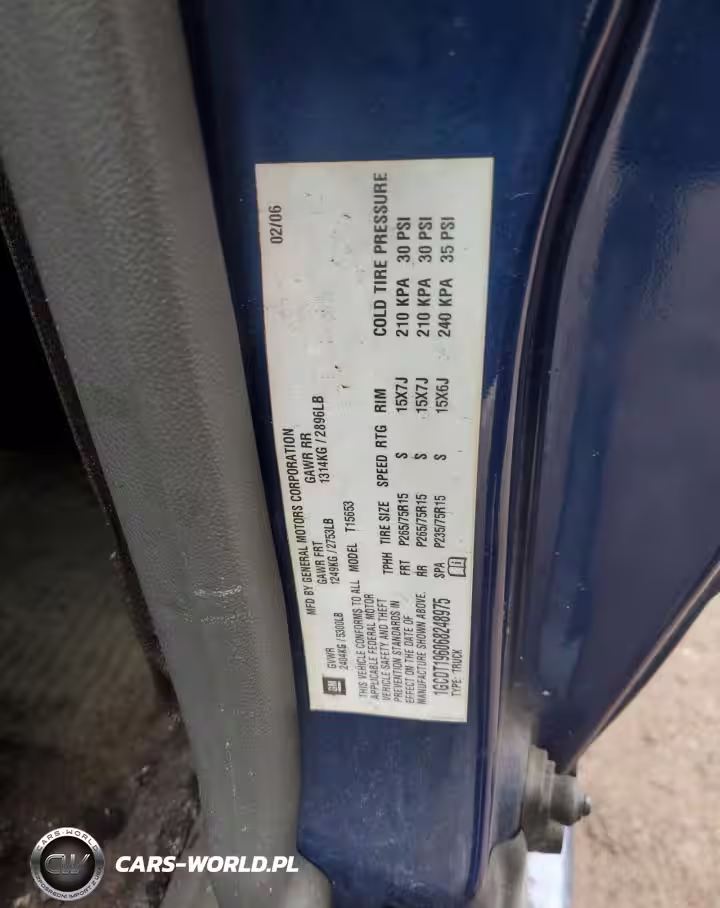 02/06
MFD BY GENERAL MOTORS CORPORATION
GM
GVWR GAWR FRT GAWR RR
2404KG / 5300LB 1249KG / 2753LB 1314KG / 2896LB
THIS VEHICLE CONFORMS TO ALL
APPLICABLE FEDERAL MOTOR
VEHICLE SAFETY AND THEFT
PREVENTION STANDARDS IN
EFFECT ON THE DATE OF
MANUFACTURE SHOWN ABOVE.
1GCDT196068248975
TYPE: TRUCK
MODEL T15653
TPHH TIRE SIZE SPEED RTG RIM COLD TIRE PRESSURE
FRT P265/75R15 S 15X7J 210 KPA 30 PSI
RR P265/75R15 S 15X7J 210 KPA 30 PSI
SPA P235/75R15 S 15X6J 240 KPA 35 PSI
CARS-WORLD
CW
CARS-WORLD.PL